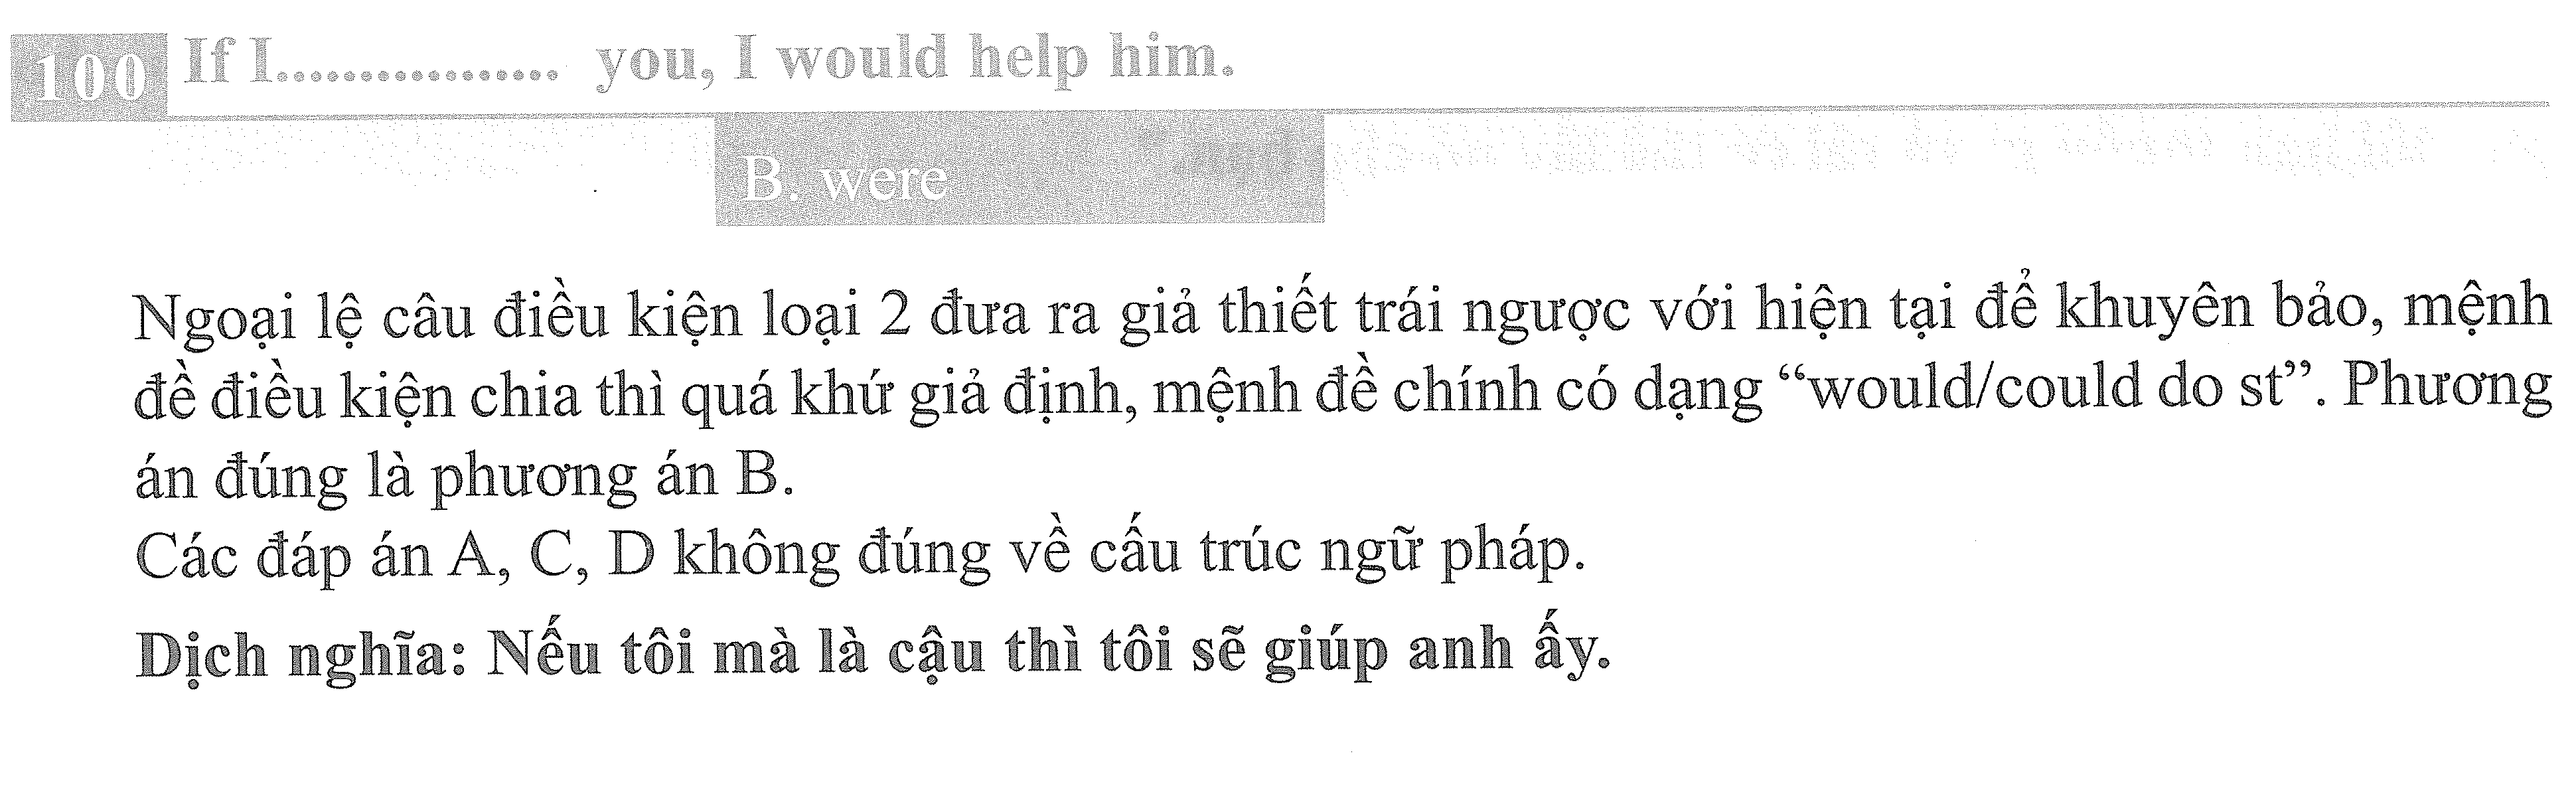 100 If I................ you, I would help him.
B. were
Ngoại lệ câu điều kiện loại 2 đưa ra giả thiết trái ngược với hiện tại để khuyên bảo, mệnh
đề điều kiện chia thì quá khứ giả định, mệnh đề chính có dạng “would/could do st”. Phương
án đúng là phương án B.
Các đáp án A, C, D không đúng về cấu trúc ngữ pháp.
Dịch nghĩa: Nếu tôi mà là cậu thì tôi sẽ giúp anh ấy.